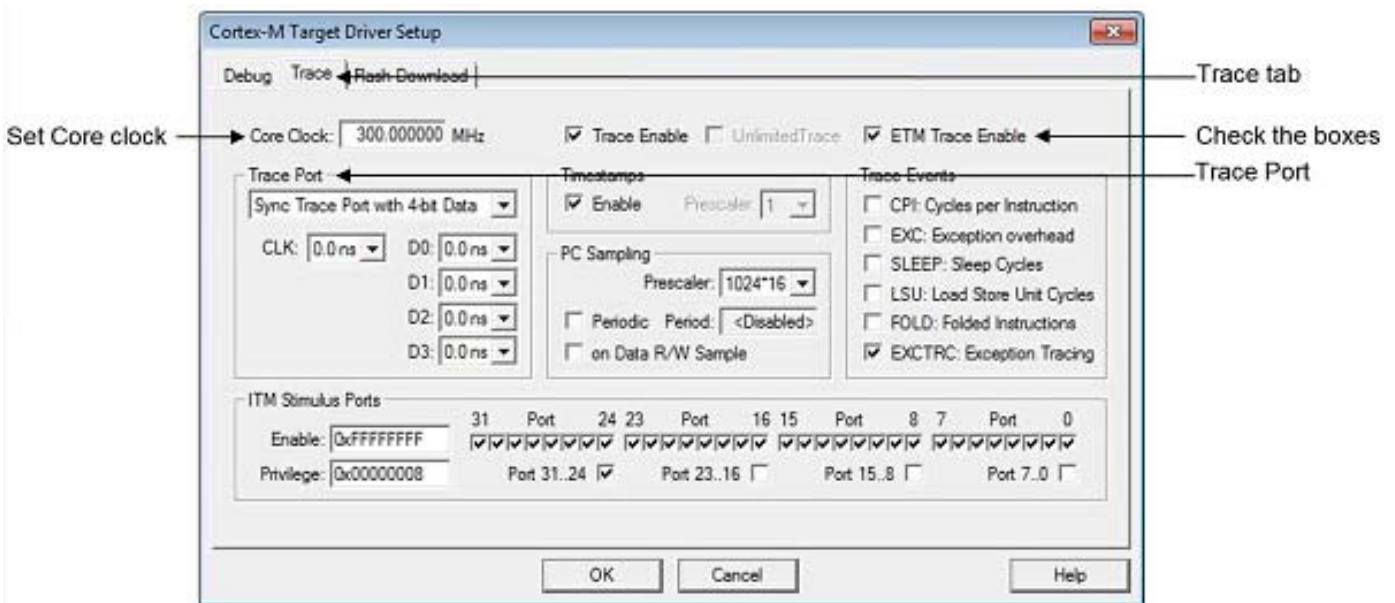 Cortex-M Target Driver Setup
Debug Trace Flash Download
Trace tab
Set Core clock
Core Clock: 300.000000 MHz
Trace Enable
UnlimitedTrace
ETM Trace Enable
Check the boxes
Trace Port
Trace Port
Sync Trace Port with 4-bit Data
CLK: 0.0 ns
D0: 0.0 ns
D1: 0.0 ns
D2: 0.0 ns
D3: 0.0 ns
Timestamps
Enable Prescaler: 1
PC Sampling
Prescaler: 1024*16
Periodic Period: <Disabled>
on Data R/W Sample
Trace Events
CPI: Cycles per Instruction
EXC: Exception overhead
SLEEP: Sleep Cycles
LSU: Load Store Unit Cycles
FOLD: Folded Instructions
EXCTRC: Exception Tracing
ITM Stimulus Ports
31 Port 24 23 Port 16 15 Port 8 7 Port 0
Enable: 0xFFFFFFFF
Privilege: 0x00000008
Port 31..24 Port 23..16 Port 15..8 Port 7..0
OK Cancel Help